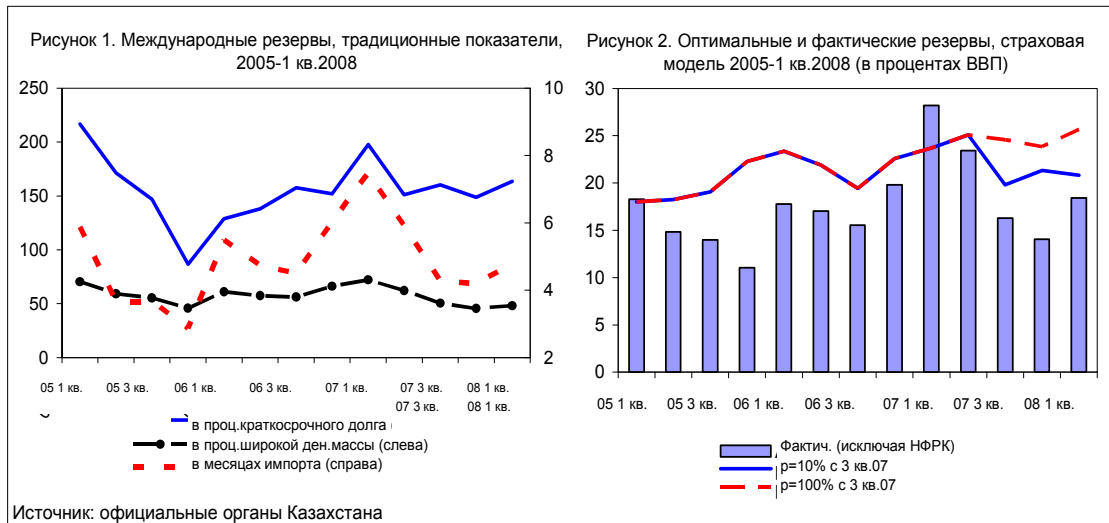 Рисунок 1. Международные резервы, традиционные показатели,
2005-1 кв.2008
250
200
150
100
50
0
10
8
6
4
2
05 1 кв.
05 3 кв.
06 1 кв.
06 3 кв.
07 1 кв.
07 3 кв.
08 1 кв.
07 3 кв.
08 1 кв.
в проц.краткосрочного долга
в проц.широкой ден.массы (слева)
в месяцах импорта (справа)
Рисунок 2. Оптимальные и фактические резервы, страховая
модель 2005-1 кв.2008 (в процентах ВВП)
30
25
20
15
10
5
0
05 1 кв.
05 3 кв.
06 1 кв.
06 3 кв.
07 1 кв.
07 3 кв.
08 1 кв.
Фактич. (исключая НФРК)
p=10% с 3 кв.07
p=100% с 3 кв.07
Источник: официальные органы Казахстана